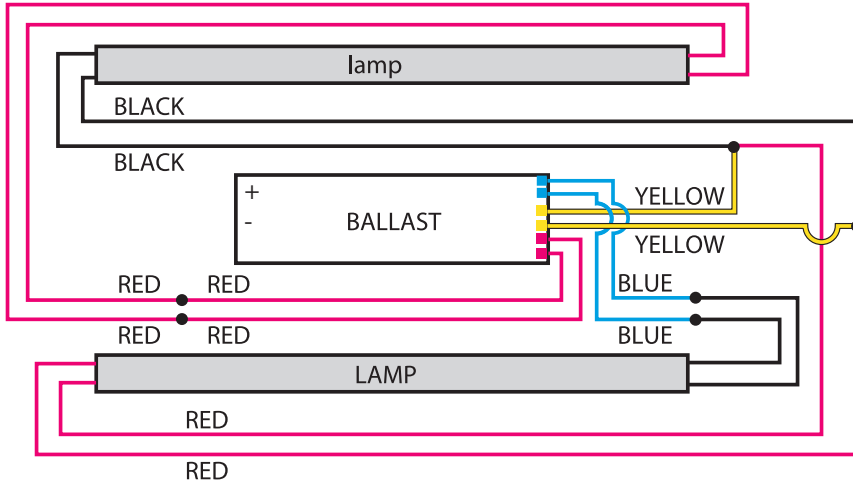 lamp
BLACK
BLACK
+
-
BALLAST
YELLOW
YELLOW
RED RED
BLUE
RED RED
BLUE
LAMP
RED
RED